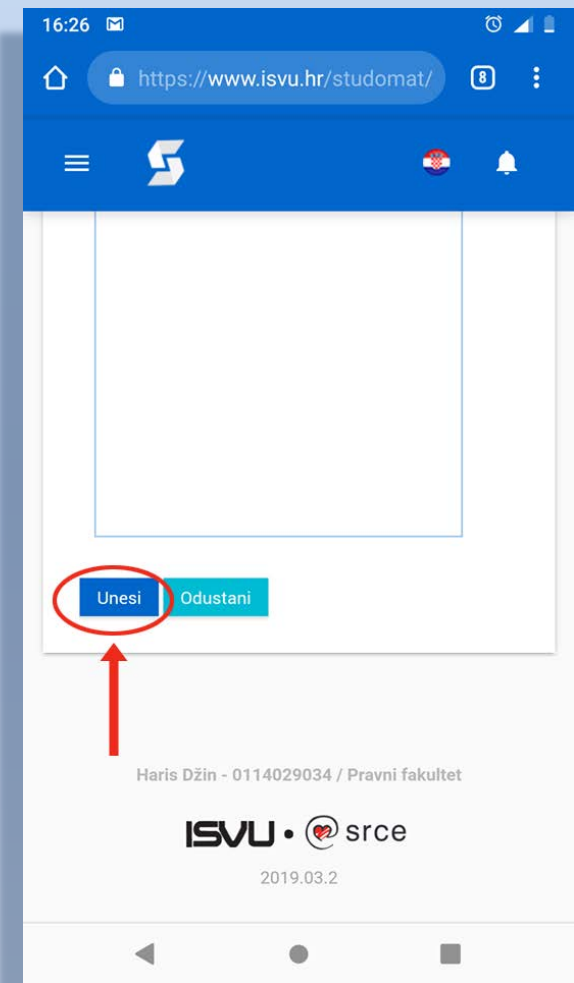 16:26
https://www.isvu.hr/studomat/ 8
Unesi Odustani
Haris Džin - 0114029034 / Pravni fakultet
ISVU • @ srce
2019.03.2